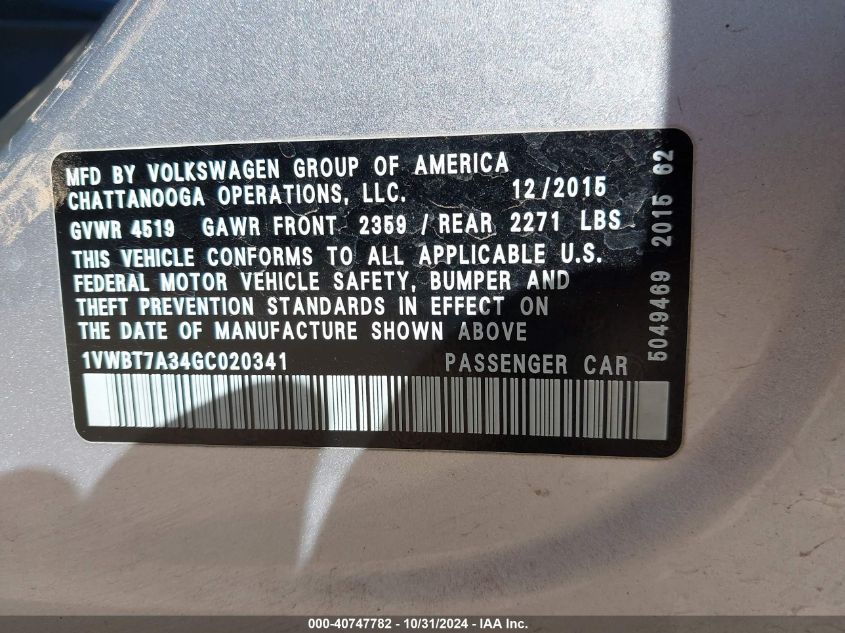 MFD BY VOLKSWAGEN GROUP OF AMERICA
CHATTANOOGA OPERATIONS, LLC. 12/2015
GVWR 4519 GAWR FRONT 2359 / REAR 2271 LBS
THIS VEHICLE CONFORMS TO ALL APPLICABLE U.S.
FEDERAL MOTOR VEHICLE SAFETY, BUMPER AND
THEFT PREVENTION STANDARDS IN EFFECT ON
THE DATE OF MANUFACTURE SHOWN ABOVE
1VWBT7A34GC020341 PASSENGER CAR
5049469 2015 62
000-40747782 - 10/31/2024 - IAA Inc.